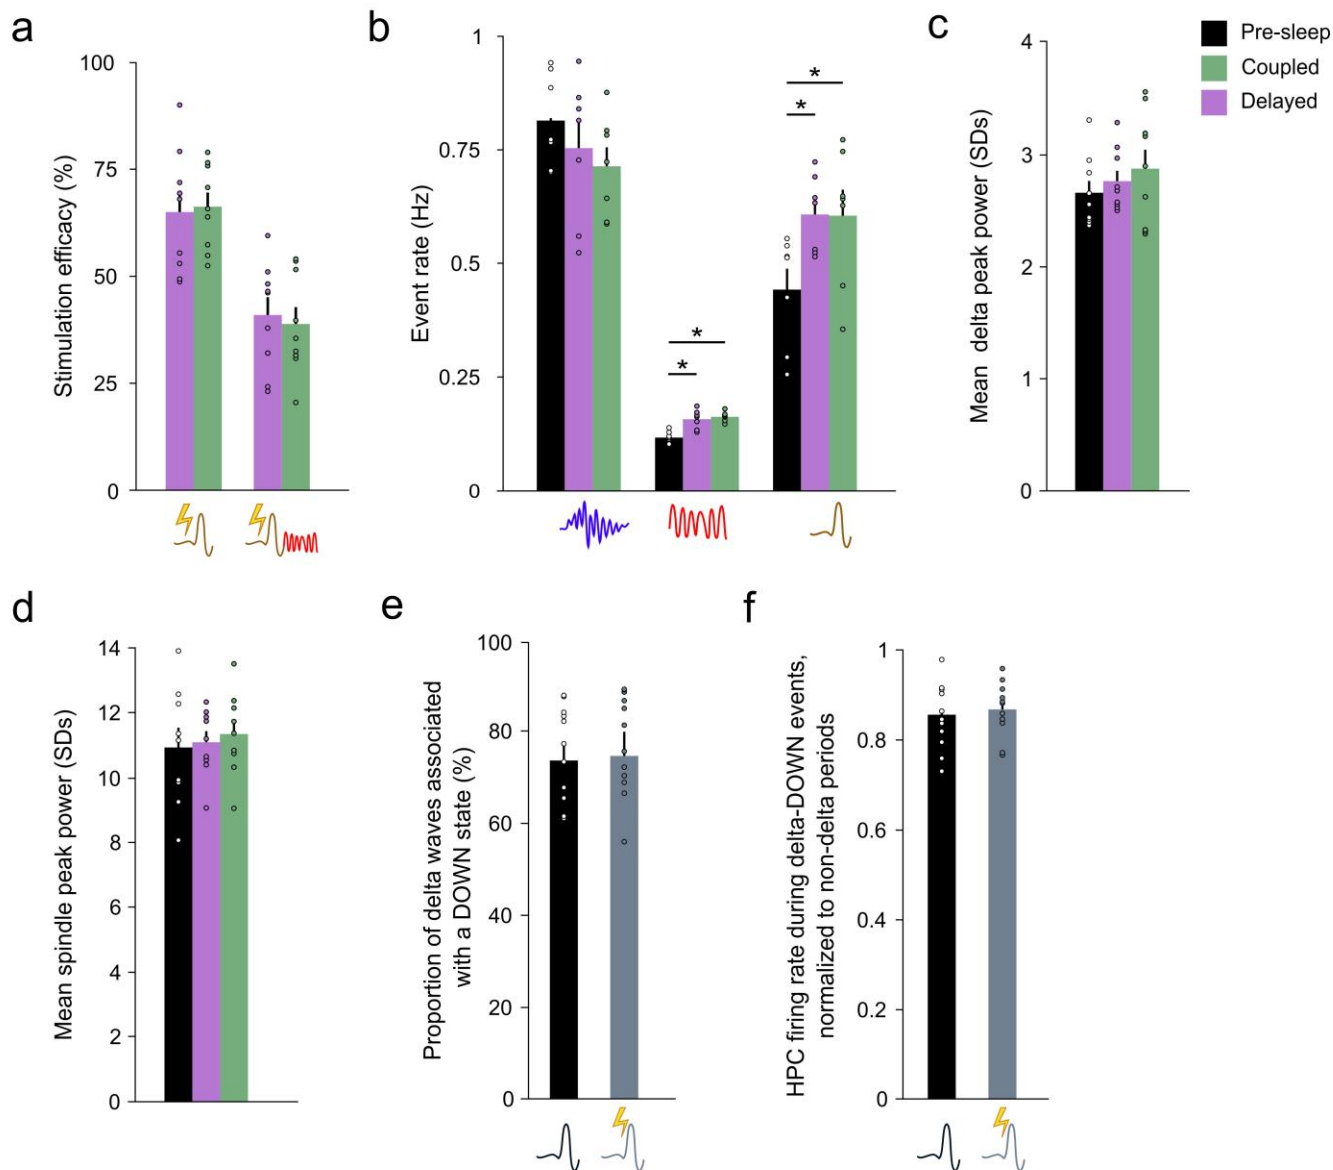 a
Stimulation efficacy (%)
100
75
50
25
0
b
Event rate (Hz)
1
0.75
0.5
0.25
0
*
*
*
*
c
Mean delta peak power (SDs)
4
3
2
1
0
Pre-sleep
Coupled
Delayed
d
Mean spindle peak power (SDs)
14
12
10
8
6
4
2
0
e
Proportion of delta waves associated
with a DOWN state (%)
100
80
60
40
20
0
f
HPC firing rate during delta-DOWN events,
normalized to non-delta periods
1
0.8
0.6
0.4
0.2
0